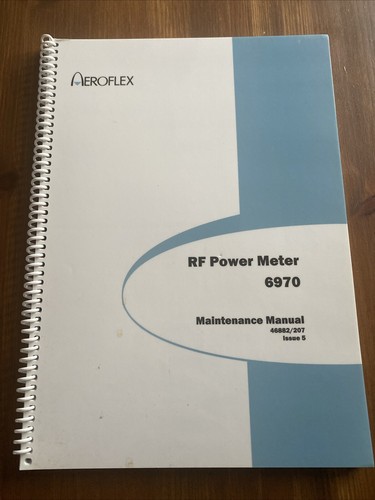 AEROFLEX
RF Power Meter
6970
Maintenance Manual
46882/207
Issue 5